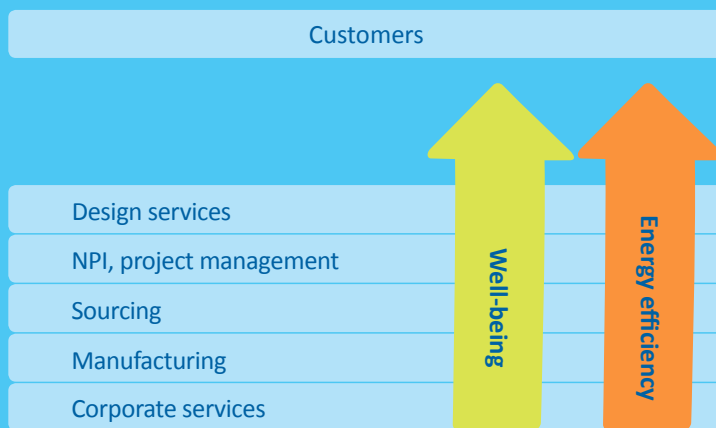 Customers
Design services
NPI, project management
Sourcing
Manufacturing
Corporate services
Well-being
Energy efficiency